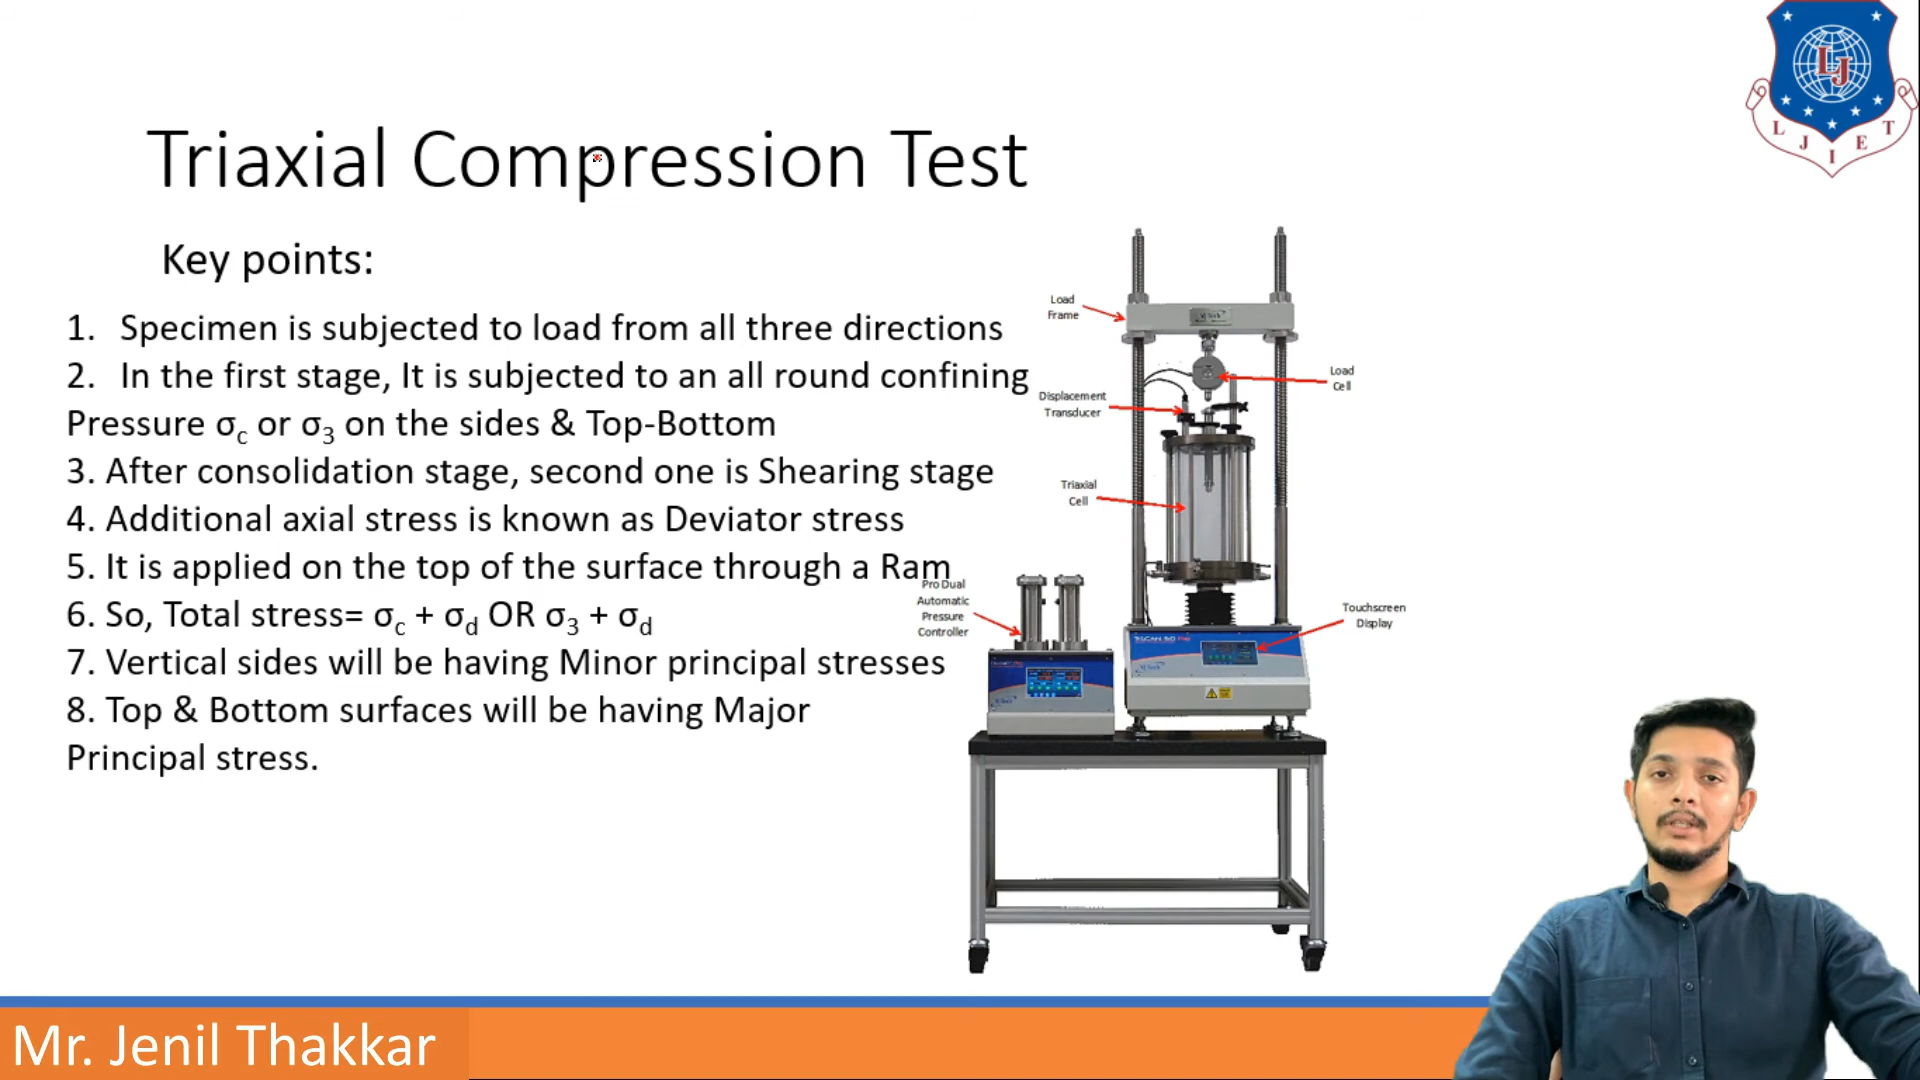 LJ
L J I E T
Triaxial Compression Test
Key points:
1. Specimen is subjected to load from all three directions
2. In the first stage, It is subjected to an all round confining
Pressure σc or σ3 on the sides & Top-Bottom
3. After consolidation stage, second one is Shearing stage
4. Additional axial stress is known as Deviator stress
5. It is applied on the top of the surface through a Ram
6. So, Total stress= σc + σd OR σ3 + σd
7. Vertical sides will be having Minor principal stresses
8. Top & Bottom surfaces will be having Major
Principal stress.
Load
Frame
Load
Cell
Displacement
Transducer
Triaxial
Cell
Pro Dual
Automatic
Pressure
Controller
Touchscreen
Display
Mr. Jenil Thakkar